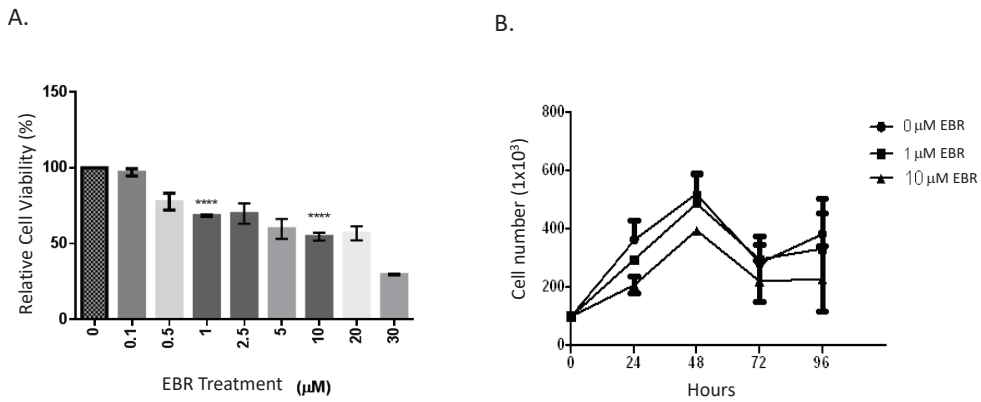 A.
150
100
50
0
Relative Cell Viability (%)
****
****
0
0.1
0.5
1
2.5
5
10
20
30
EBR Treatment (µM)
B.
800
600
400
200
0
Cell number (1x10³)
0
24
48
72
96
Hours
0 µM EBR
1 µM EBR
10 µM EBR